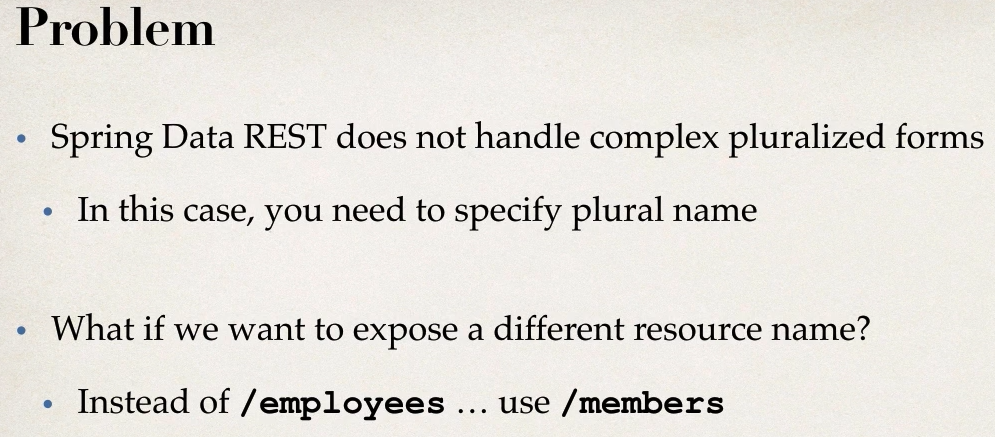 Problem
• Spring Data REST does not handle complex pluralized forms
• In this case, you need to specify plural name
• What if we want to expose a different resource name?
• Instead of /employees … use /members